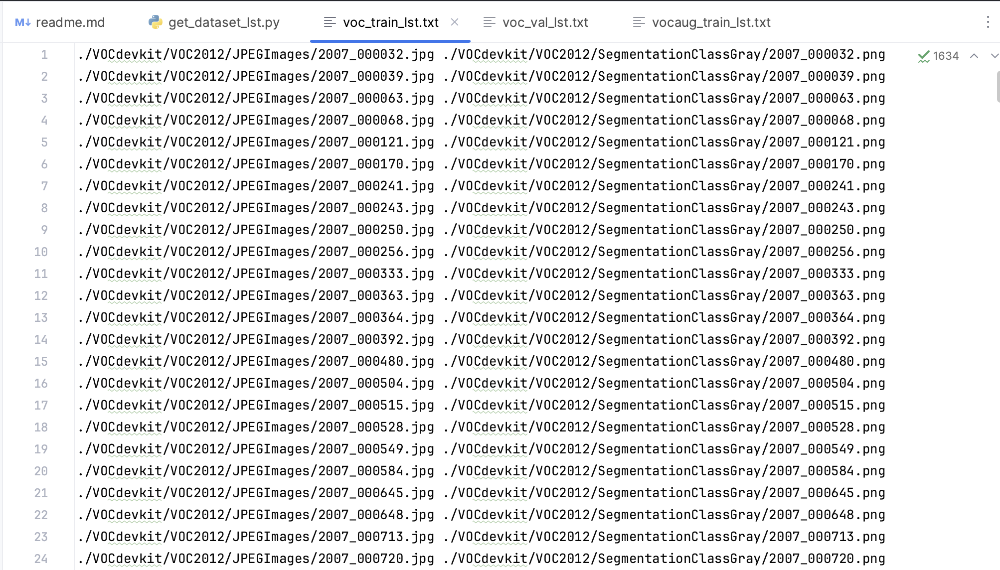 M↓ readme.md get_dataset_lst.py voc_train_lst.txt × voc_val_lst.txt vocaug_train_lst.txt
1 ./VOCdevkit/VOC2012/JPEGImages/2007_000032.jpg ./VOCdevkit/VOC2012/SegmentationClassGray/2007_000032.png 1634
2 ./VOCdevkit/VOC2012/JPEGImages/2007_000039.jpg ./VOCdevkit/VOC2012/SegmentationClassGray/2007_000039.png
3 ./VOCdevkit/VOC2012/JPEGImages/2007_000063.jpg ./VOCdevkit/VOC2012/SegmentationClassGray/2007_000063.png
4 ./VOCdevkit/VOC2012/JPEGImages/2007_000068.jpg ./VOCdevkit/VOC2012/SegmentationClassGray/2007_000068.png
5 ./VOCdevkit/VOC2012/JPEGImages/2007_000121.jpg ./VOCdevkit/VOC2012/SegmentationClassGray/2007_000121.png
6 ./VOCdevkit/VOC2012/JPEGImages/2007_000170.jpg ./VOCdevkit/VOC2012/SegmentationClassGray/2007_000170.png
7 ./VOCdevkit/VOC2012/JPEGImages/2007_000241.jpg ./VOCdevkit/VOC2012/SegmentationClassGray/2007_000241.png
8 ./VOCdevkit/VOC2012/JPEGImages/2007_000243.jpg ./VOCdevkit/VOC2012/SegmentationClassGray/2007_000243.png
9 ./VOCdevkit/VOC2012/JPEGImages/2007_000250.jpg ./VOCdevkit/VOC2012/SegmentationClassGray/2007_000250.png
10 ./VOCdevkit/VOC2012/JPEGImages/2007_000256.jpg ./VOCdevkit/VOC2012/SegmentationClassGray/2007_000256.png
11 ./VOCdevkit/VOC2012/JPEGImages/2007_000333.jpg ./VOCdevkit/VOC2012/SegmentationClassGray/2007_000333.png
12 ./VOCdevkit/VOC2012/JPEGImages/2007_000363.jpg ./VOCdevkit/VOC2012/SegmentationClassGray/2007_000363.png
13 ./VOCdevkit/VOC2012/JPEGImages/2007_000364.jpg ./VOCdevkit/VOC2012/SegmentationClassGray/2007_000364.png
14 ./VOCdevkit/VOC2012/JPEGImages/2007_000392.jpg ./VOCdevkit/VOC2012/SegmentationClassGray/2007_000392.png
15 ./VOCdevkit/VOC2012/JPEGImages/2007_000480.jpg ./VOCdevkit/VOC2012/SegmentationClassGray/2007_000480.png
16 ./VOCdevkit/VOC2012/JPEGImages/2007_000504.jpg ./VOCdevkit/VOC2012/SegmentationClassGray/2007_000504.png
17 ./VOCdevkit/VOC2012/JPEGImages/2007_000515.jpg ./VOCdevkit/VOC2012/SegmentationClassGray/2007_000515.png
18 ./VOCdevkit/VOC2012/JPEGImages/2007_000528.jpg ./VOCdevkit/VOC2012/SegmentationClassGray/2007_000528.png
19 ./VOCdevkit/VOC2012/JPEGImages/2007_000549.jpg ./VOCdevkit/VOC2012/SegmentationClassGray/2007_000549.png
20 ./VOCdevkit/VOC2012/JPEGImages/2007_000584.jpg ./VOCdevkit/VOC2012/SegmentationClassGray/2007_000584.png
21 ./VOCdevkit/VOC2012/JPEGImages/2007_000645.jpg ./VOCdevkit/VOC2012/SegmentationClassGray/2007_000645.png
22 ./VOCdevkit/VOC2012/JPEGImages/2007_000648.jpg ./VOCdevkit/VOC2012/SegmentationClassGray/2007_000648.png
23 ./VOCdevkit/VOC2012/JPEGImages/2007_000713.jpg ./VOCdevkit/VOC2012/SegmentationClassGray/2007_000713.png
24 ./VOCdevkit/VOC2012/JPEGImages/2007_000720.jpg ./VOCdevkit/VOC2012/SegmentationClassGray/2007_000720.png